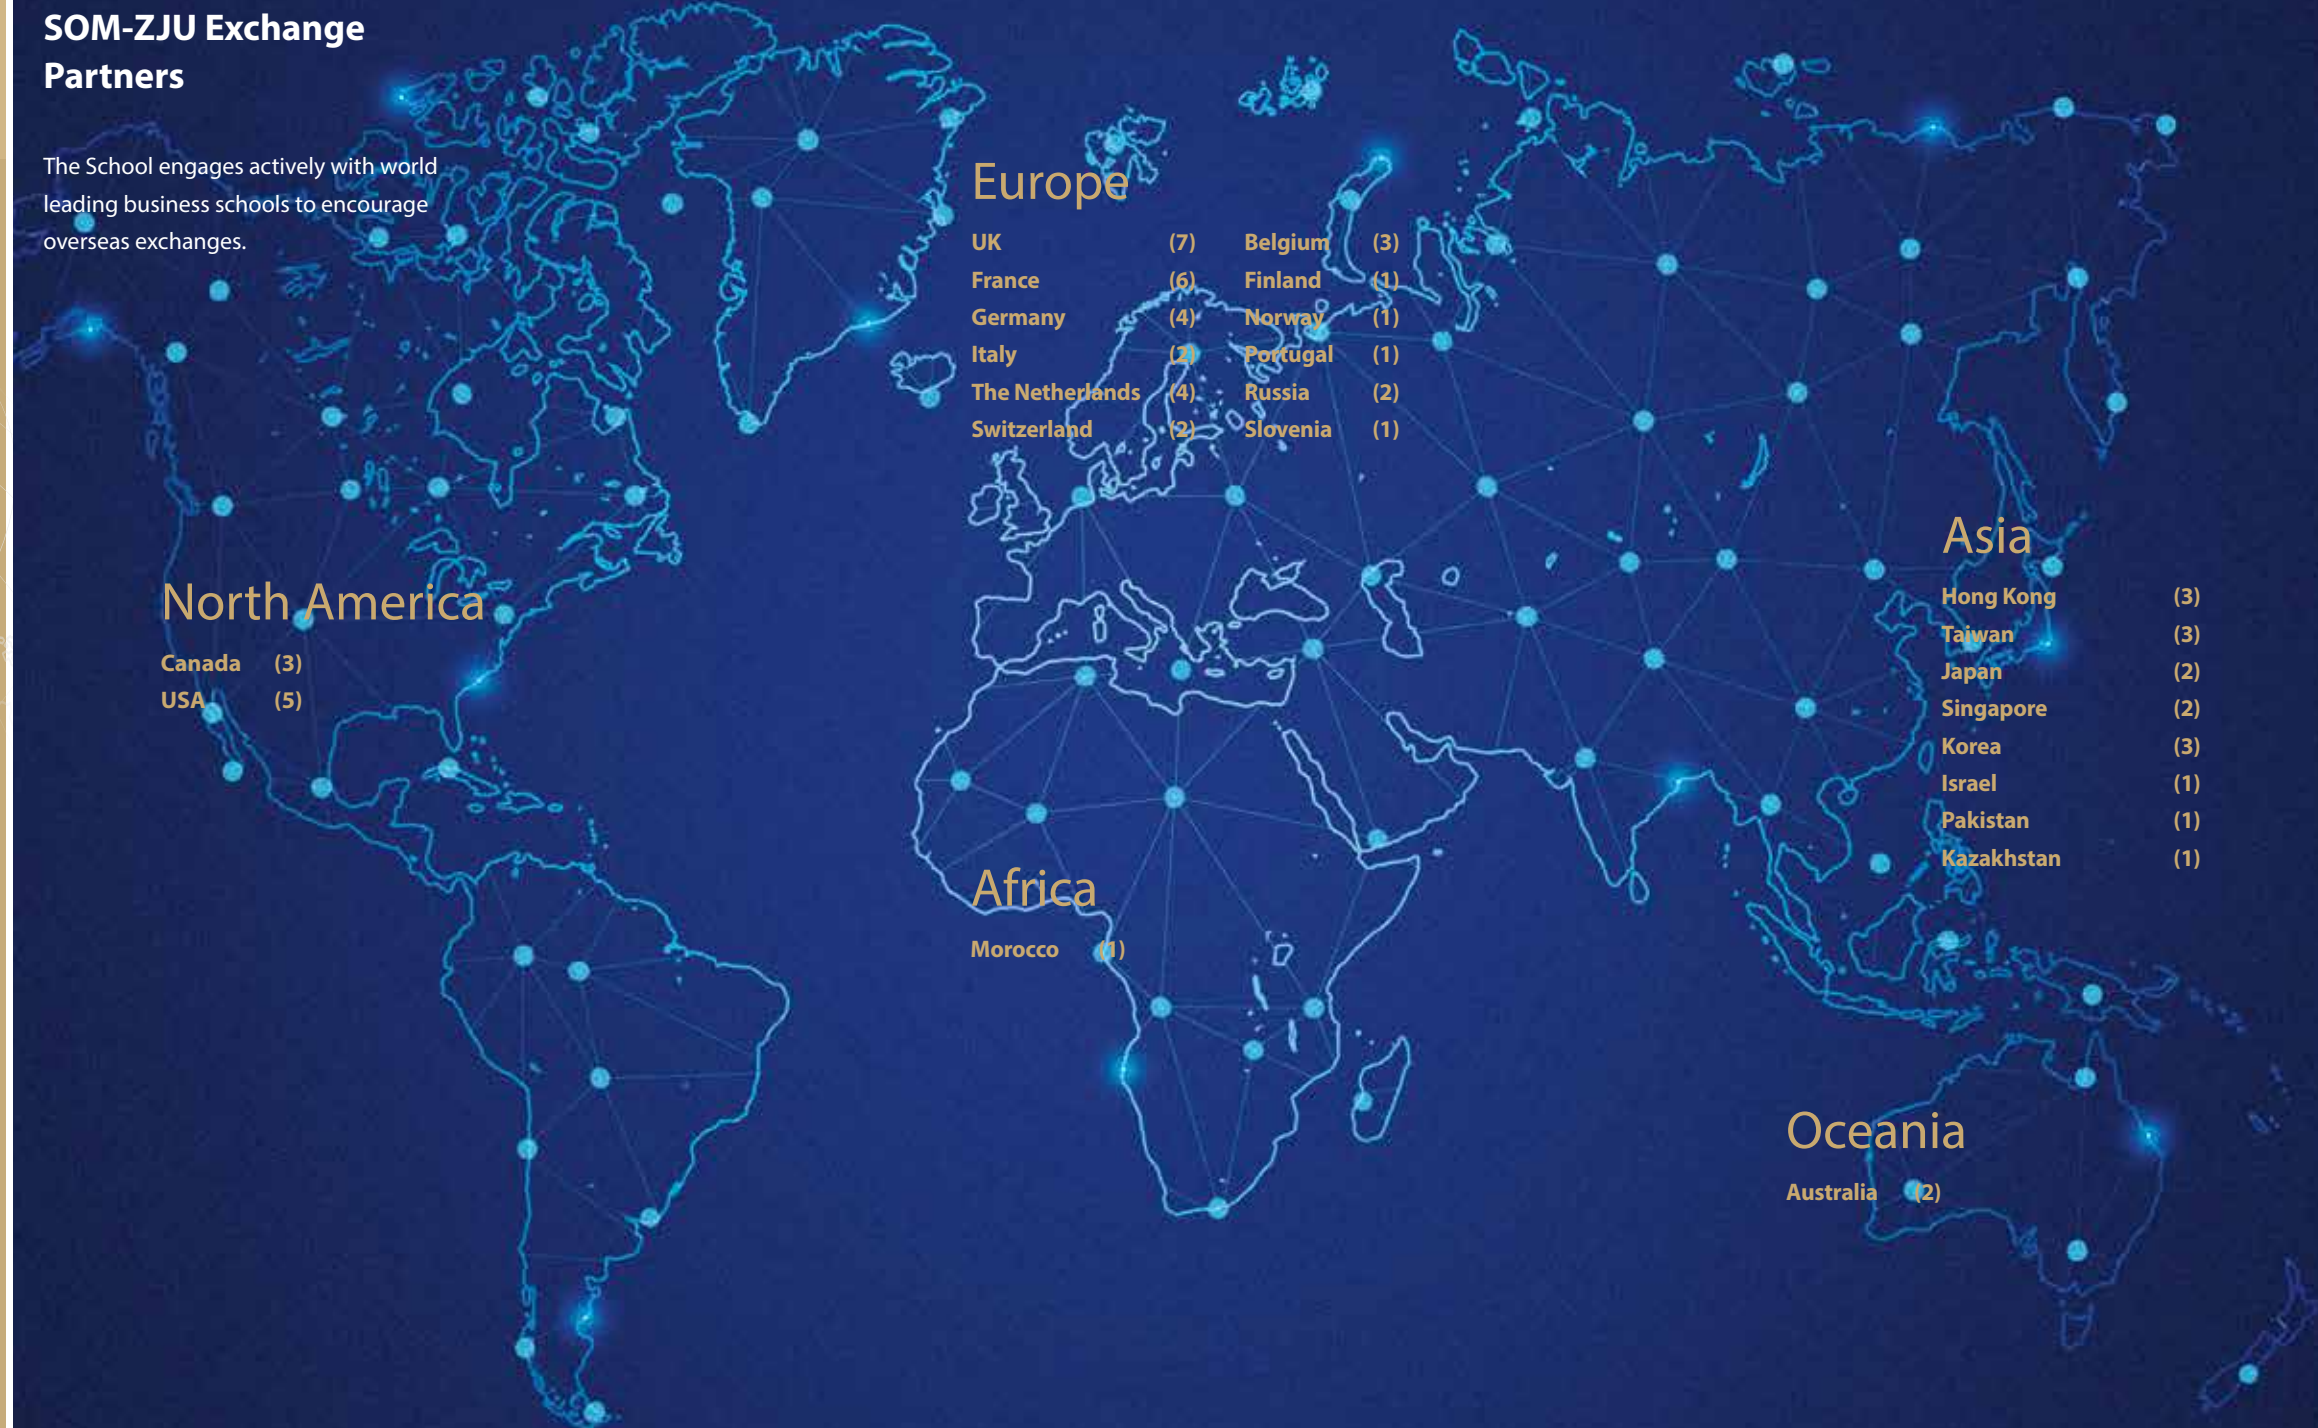 SOM-ZJU Exchange
Partners
The School engages actively with world
leading business schools to encourage
overseas exchanges.
North America
Canada (3)
USA (5)
Europe
UK (7) Belgium (3)
France (6) Finland (1)
Germany (4) Norway (1)
Italy (2) Portugal (1)
The Netherlands (4) Russia (2)
Switzerland (2) Slovenia (1)
Africa
Morocco (1)
Asia
Hong Kong (3)
Taiwan (3)
Japan (2)
Singapore (2)
Korea (3)
Israel (1)
Pakistan (1)
Kazakhstan (1)
Oceania
Australia (2)